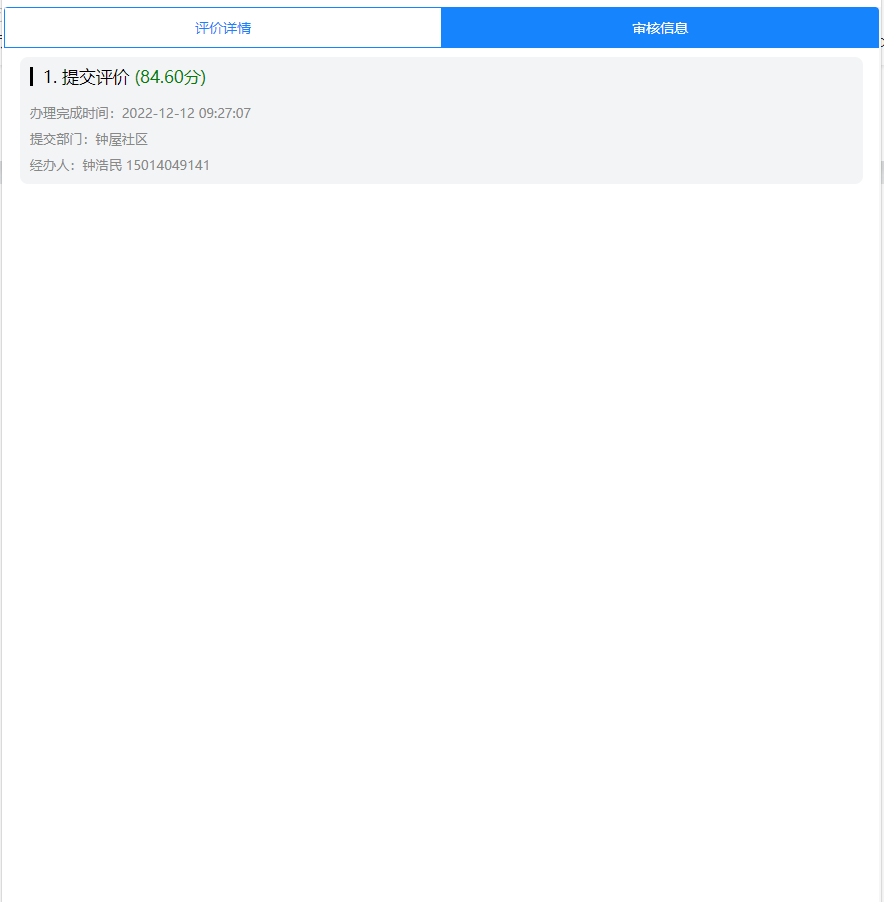 评价详情
审核信息
1. 提交评价 (84.60分)
办理完成时间：2022-12-12 09:27:07
提交部门：钟屋社区
经办人：钟浩民 15014049141